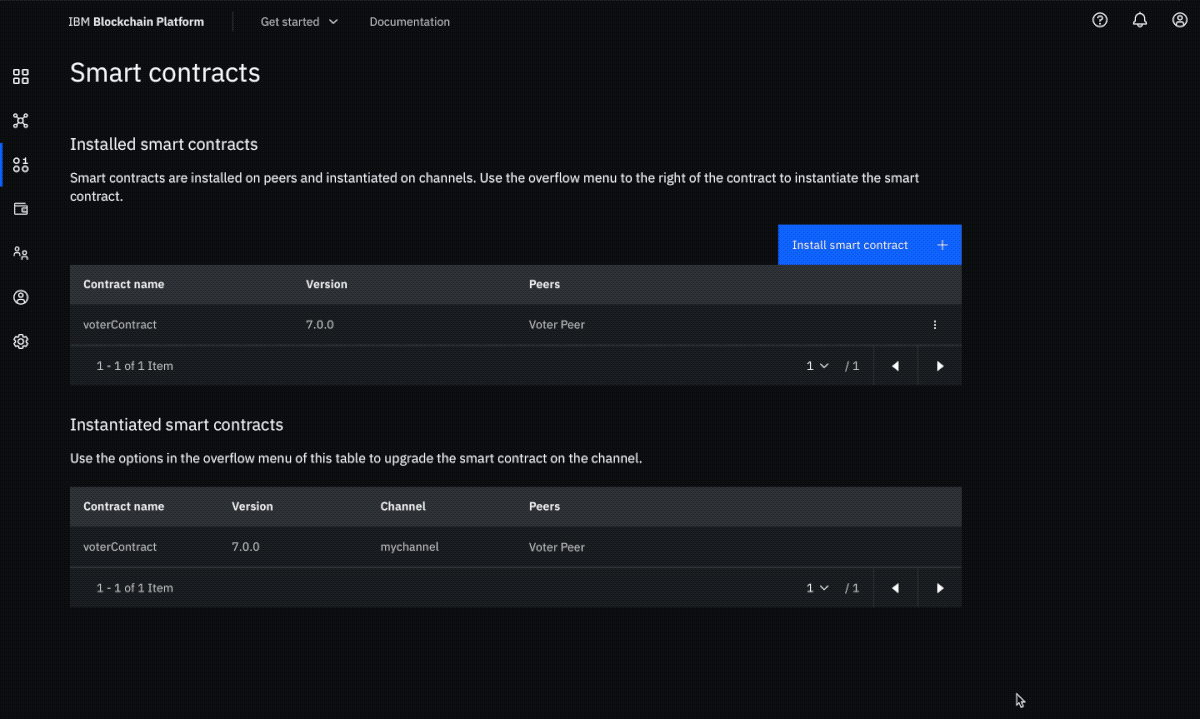 IBM Blockchain Platform
Get started
Documentation
Smart contracts
Installed smart contracts
Smart contracts are installed on peers and instantiated on channels. Use the overflow menu to the right of the contract to instantiate the smart
contract.
Install smart contract
Contract name Version Peers
voterContract 7.0.0 Voter Peer
1 - 1 of 1 Item 1 / 1
Instantiated smart contracts
Use the options in the overflow menu of this table to upgrade the smart contract on the channel.
Contract name Version Channel Peers
voterContract 7.0.0 mychannel Voter Peer
1 - 1 of 1 Item 1 / 1